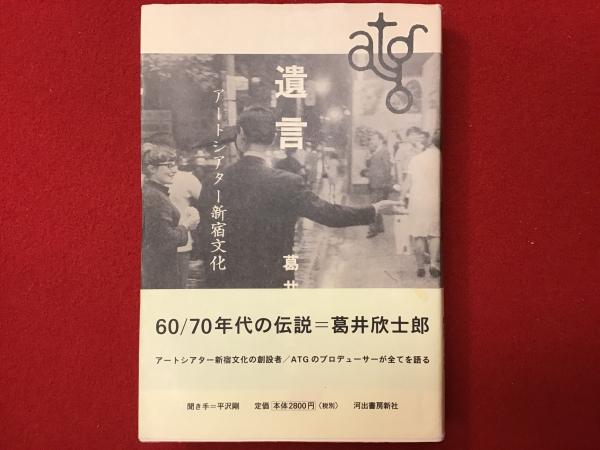 atg
遺言
アートシアター新宿文化
葛井
60/70年代の伝説=葛井欣士郎
アートシアター新宿文化の創設者/ATGのプロデューサーが全てを語る
聞き手=平沢剛 定価 本体2800円(税別) 河出書房新社